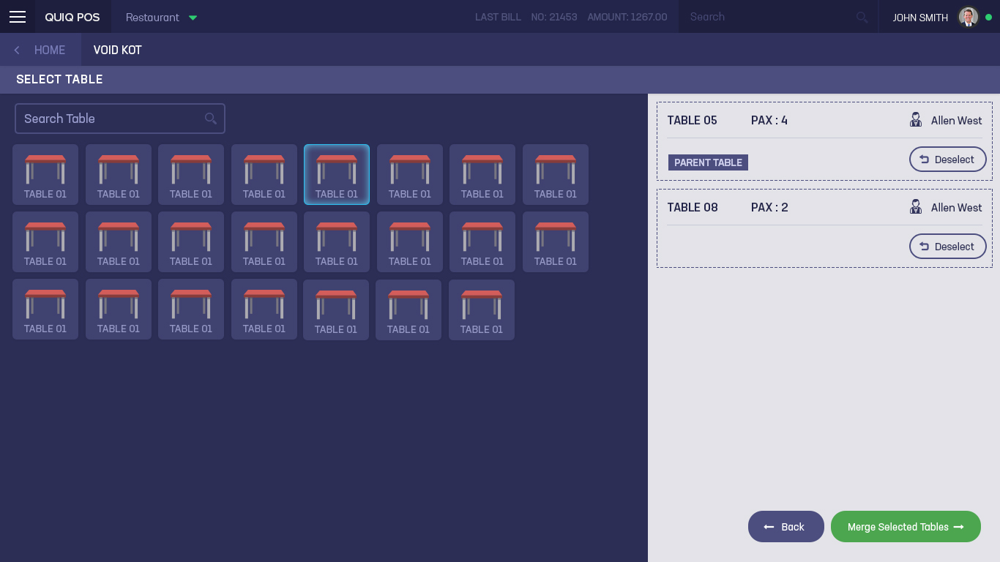 QUIQ POS Restaurant LAST BILL NO: 21453 AMOUNT: 1267.00 Search JOHN SMITH
HOME VOID KOT
SELECT TABLE
Search Table
TABLE 01 TABLE 01 TABLE 01 TABLE 01 TABLE 01 TABLE 01 TABLE 01 TABLE 01
TABLE 01 TABLE 01 TABLE 01 TABLE 01 TABLE 01 TABLE 01 TABLE 01 TABLE 01
TABLE 01 TABLE 01 TABLE 01 TABLE 01 TABLE 01 TABLE 01 TABLE 01
TABLE 05 PAX : 4 Allen West
PARENT TABLE Deselect
TABLE 08 PAX : 2 Allen West
Deselect
Back Merge Selected Tables